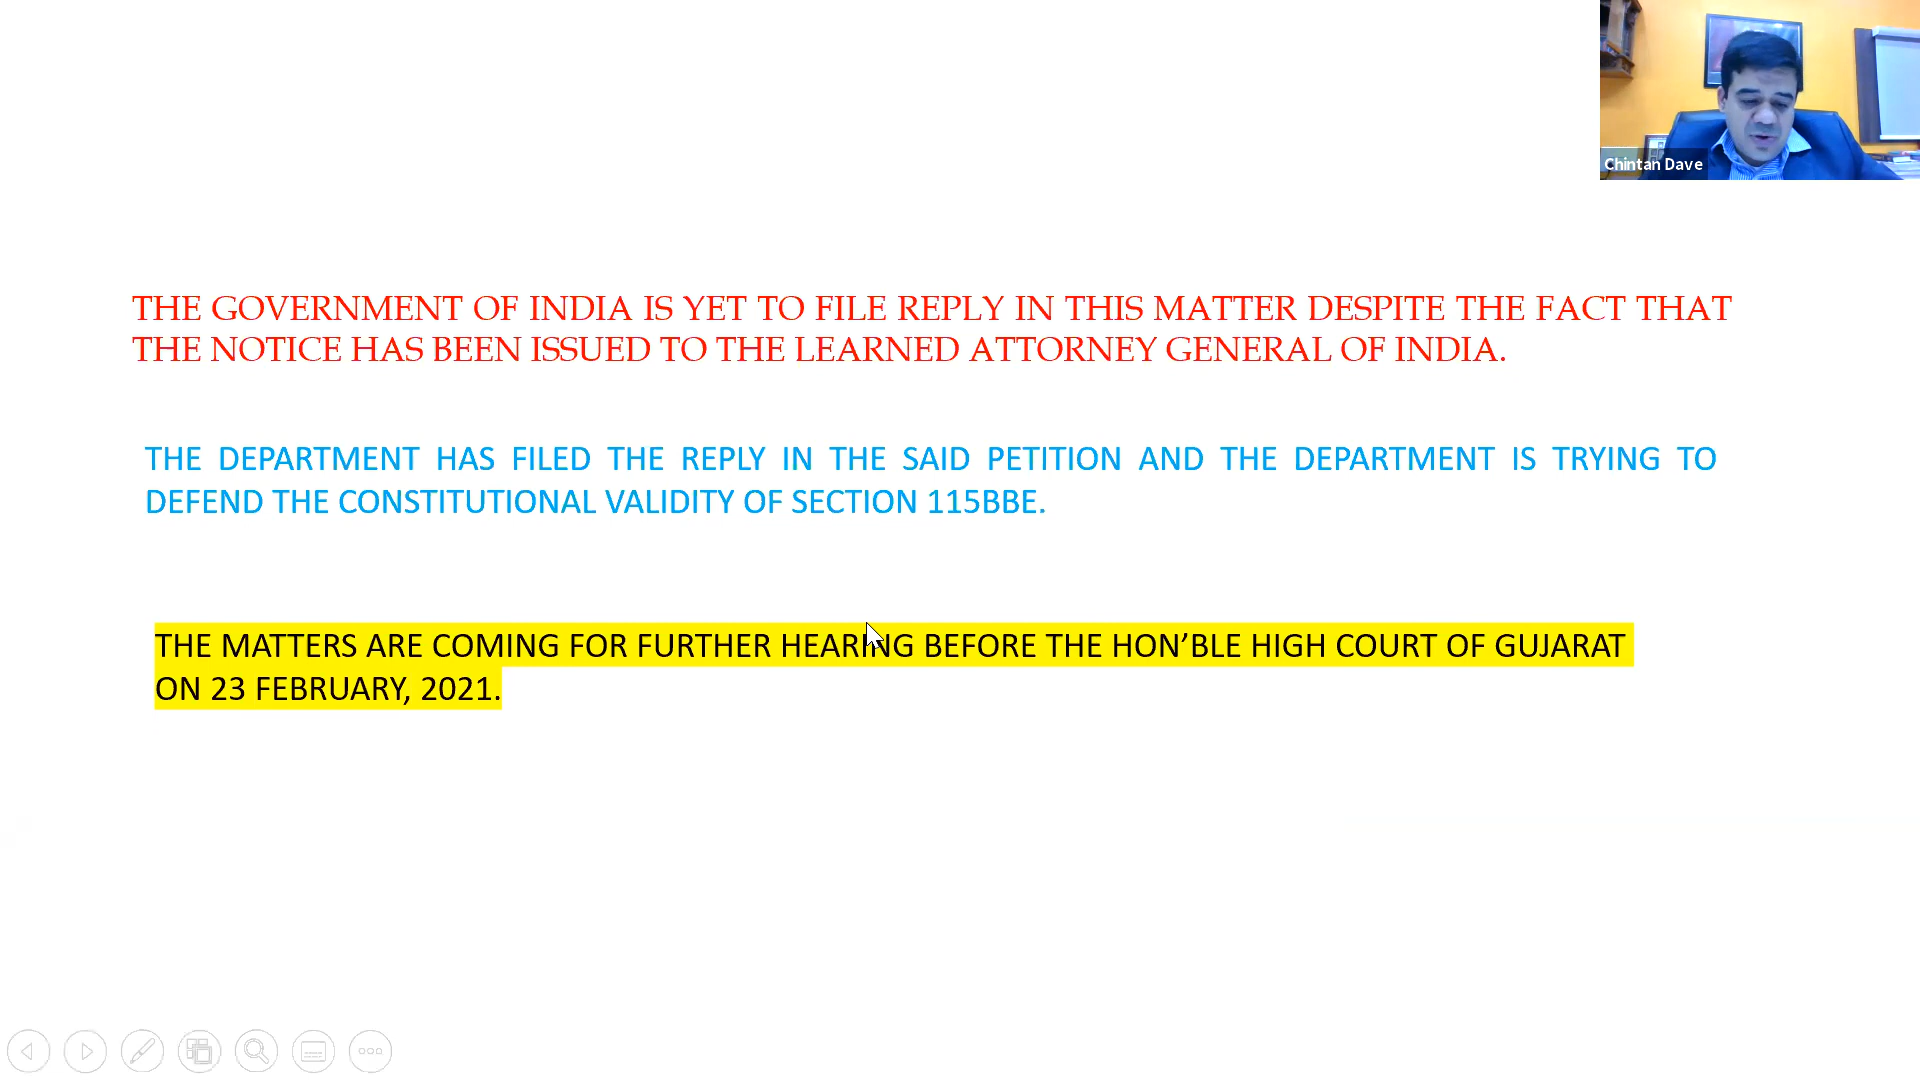 Chintan Dave
THE GOVERNMENT OF INDIA IS YET TO FILE REPLY IN THIS MATTER DESPITE THE FACT THAT
THE NOTICE HAS BEEN ISSUED TO THE LEARNED ATTORNEY GENERAL OF INDIA.
THE DEPARTMENT HAS FILED THE REPLY IN THE SAID PETITION AND THE DEPARTMENT IS TRYING TO
DEFEND THE CONSTITUTIONAL VALIDITY OF SECTION 115BBE.
THE MATTERS ARE COMING FOR FURTHER HEARING BEFORE THE HON’BLE HIGH COURT OF GUJARAT
ON 23 FEBRUARY, 2021.